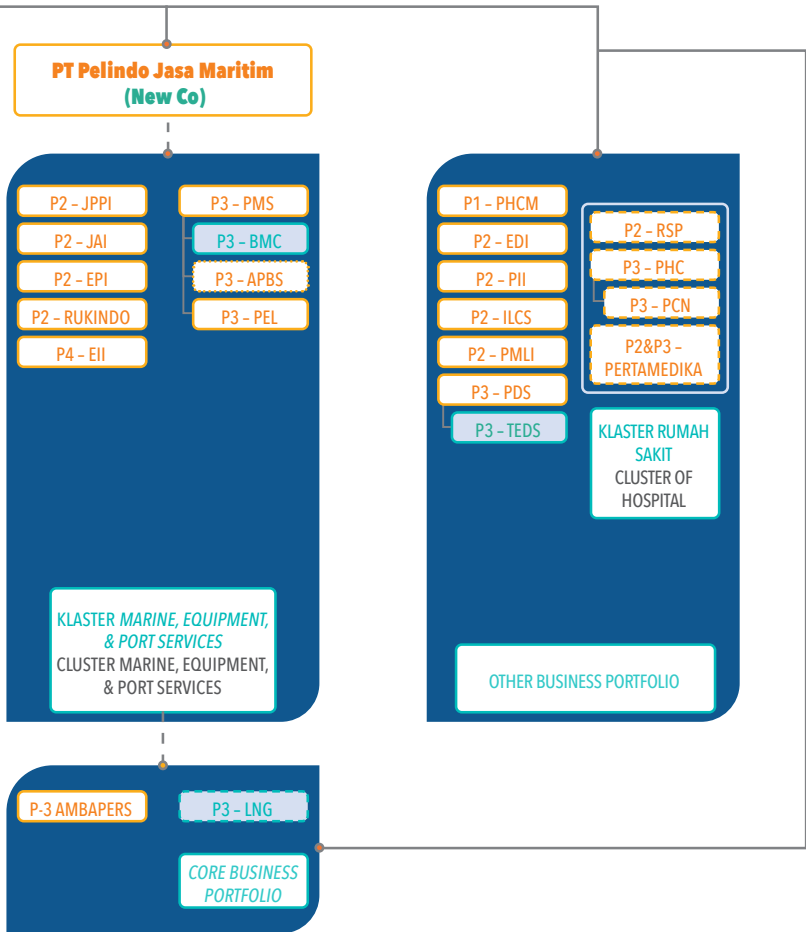 PT Pelindo Jasa Maritim
(New Co)
P2 – JPPI
P2 – JAI
P2 – EPI
P2 – RUKINDO
P4 – EII
P3 – PMS
P3 – BMC
P3 – APBS
P3 – PEL
KLASTER MARINE, EQUIPMENT,
& PORT SERVICES
CLUSTER MARINE, EQUIPMENT,
& PORT SERVICES
P1 – PHCM
P2 – EDI
P2 – PII
P2 – ILCS
P2 – PMLI
P3 – PDS
P3 – TEDS
P2 – RSP
P3 – PHC
P3 – PCN
P2&P3 –
PERTAMEDIKA
KLASTER RUMAH
SAKIT
CLUSTER OF
HOSPITAL
OTHER BUSINESS PORTFOLIO
P-3 AMBAPERS
P3 – LNG
CORE BUSINESS
PORTFOLIO